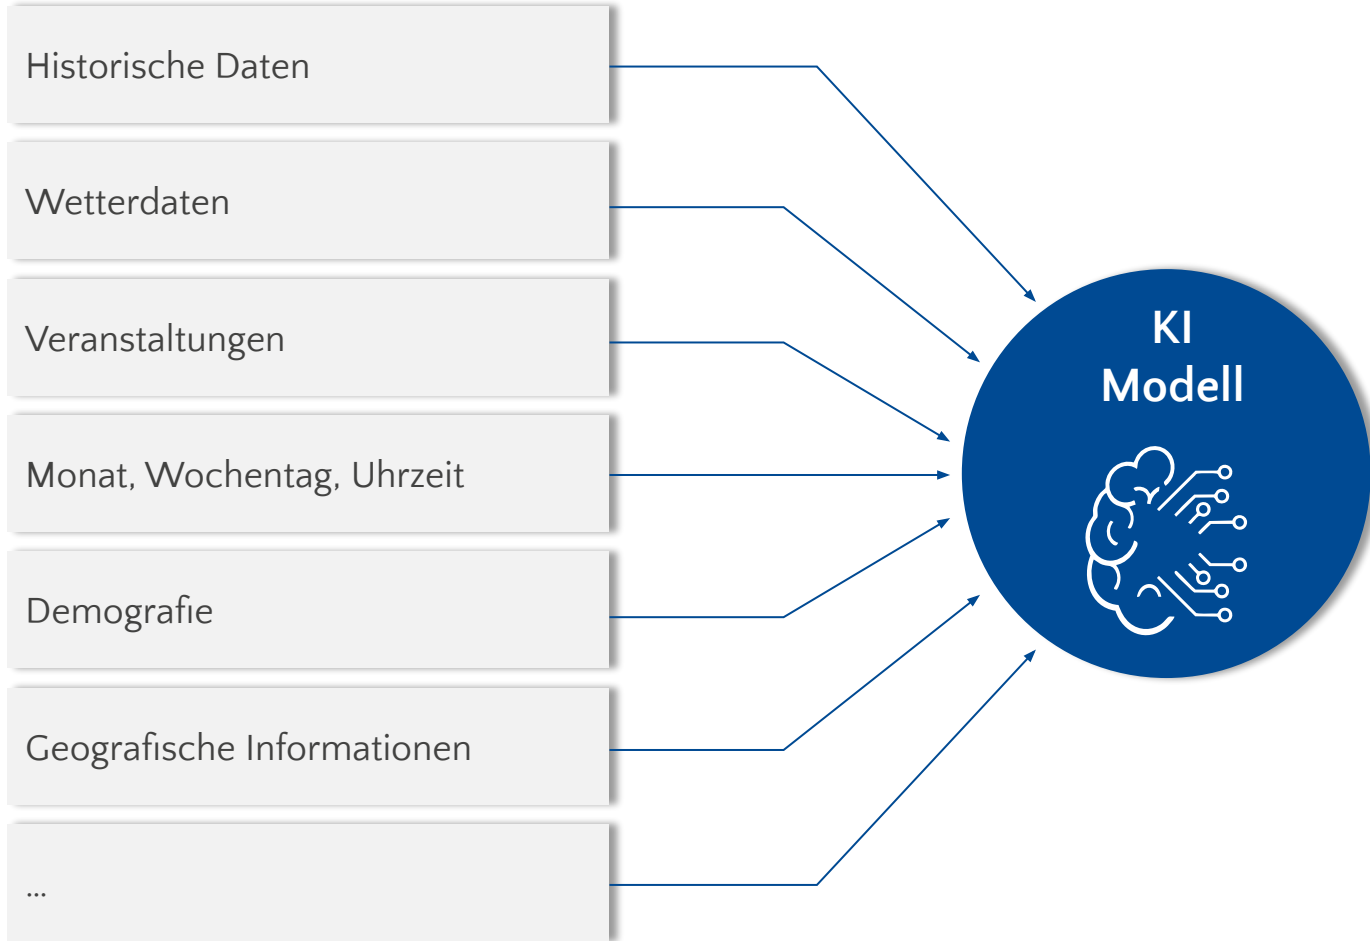 Historische Daten
Wetterdaten
Veranstaltungen
Monat, Wochentag, Uhrzeit
Demografie
Geografische Informationen
...
KI
Modell